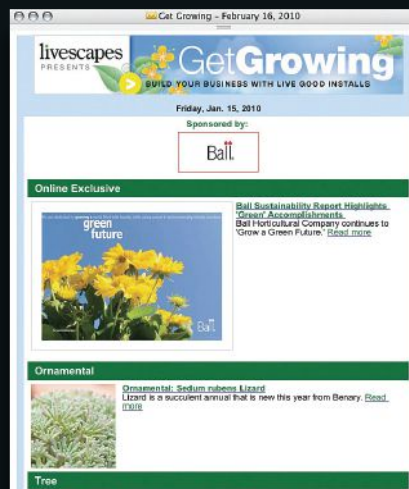 Get Growing – February 16, 2010
livescapes
PRESENTS
GetGrowing
BUILD YOUR BUSINESS WITH LIVE GOOD INSTALLS
Friday, Jan. 15, 2010
Sponsored by:
Ball
Online Exclusive
green
future
Ball
Ball Sustainability Report Highlights
'Green' Accomplishments
Ball Horticultural Company continues to
'Grow a Green Future.' Read more
Ornamental
Ornamental: Sedum rubens Lizard
Lizard is a succulent annual that is new this year from Benary. Read
more
Tree